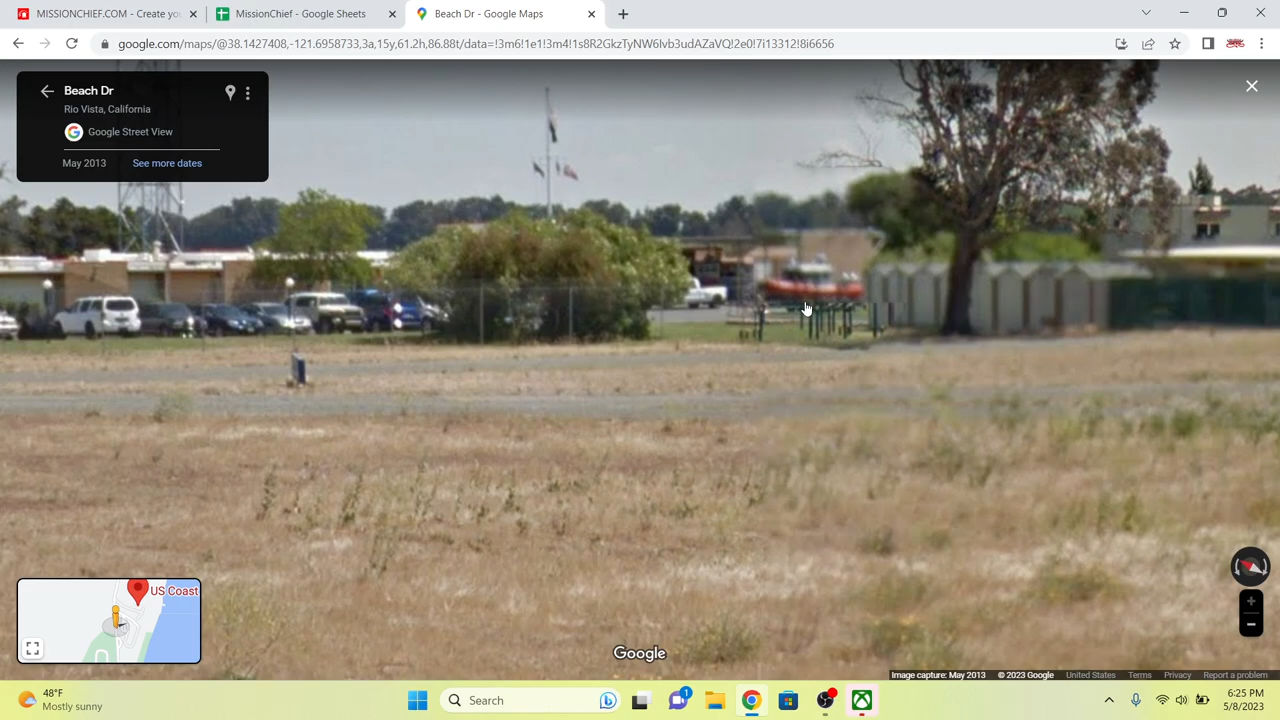 MISSIONCHIEF.COM - Create yo
MissionChief - Google Sheets
Beach Dr - Google Maps
google.com/maps/@38.1427408,-121.6958733,3a,15y,61.2h,86.88t/data=!3m6!1e1!3m4!1s8R2GkzTyNW6Ivb3udAZaVQ!2e0!7i13312!8i6656
Beach Dr
Rio Vista, California
Google Street View
May 2013
See more dates
US Coast
Google
Image capture: May 2013 © 2023 Google United States Terms Privacy Report a problem
48°F
Mostly sunny
Search
1
6:25 PM
5/8/2023